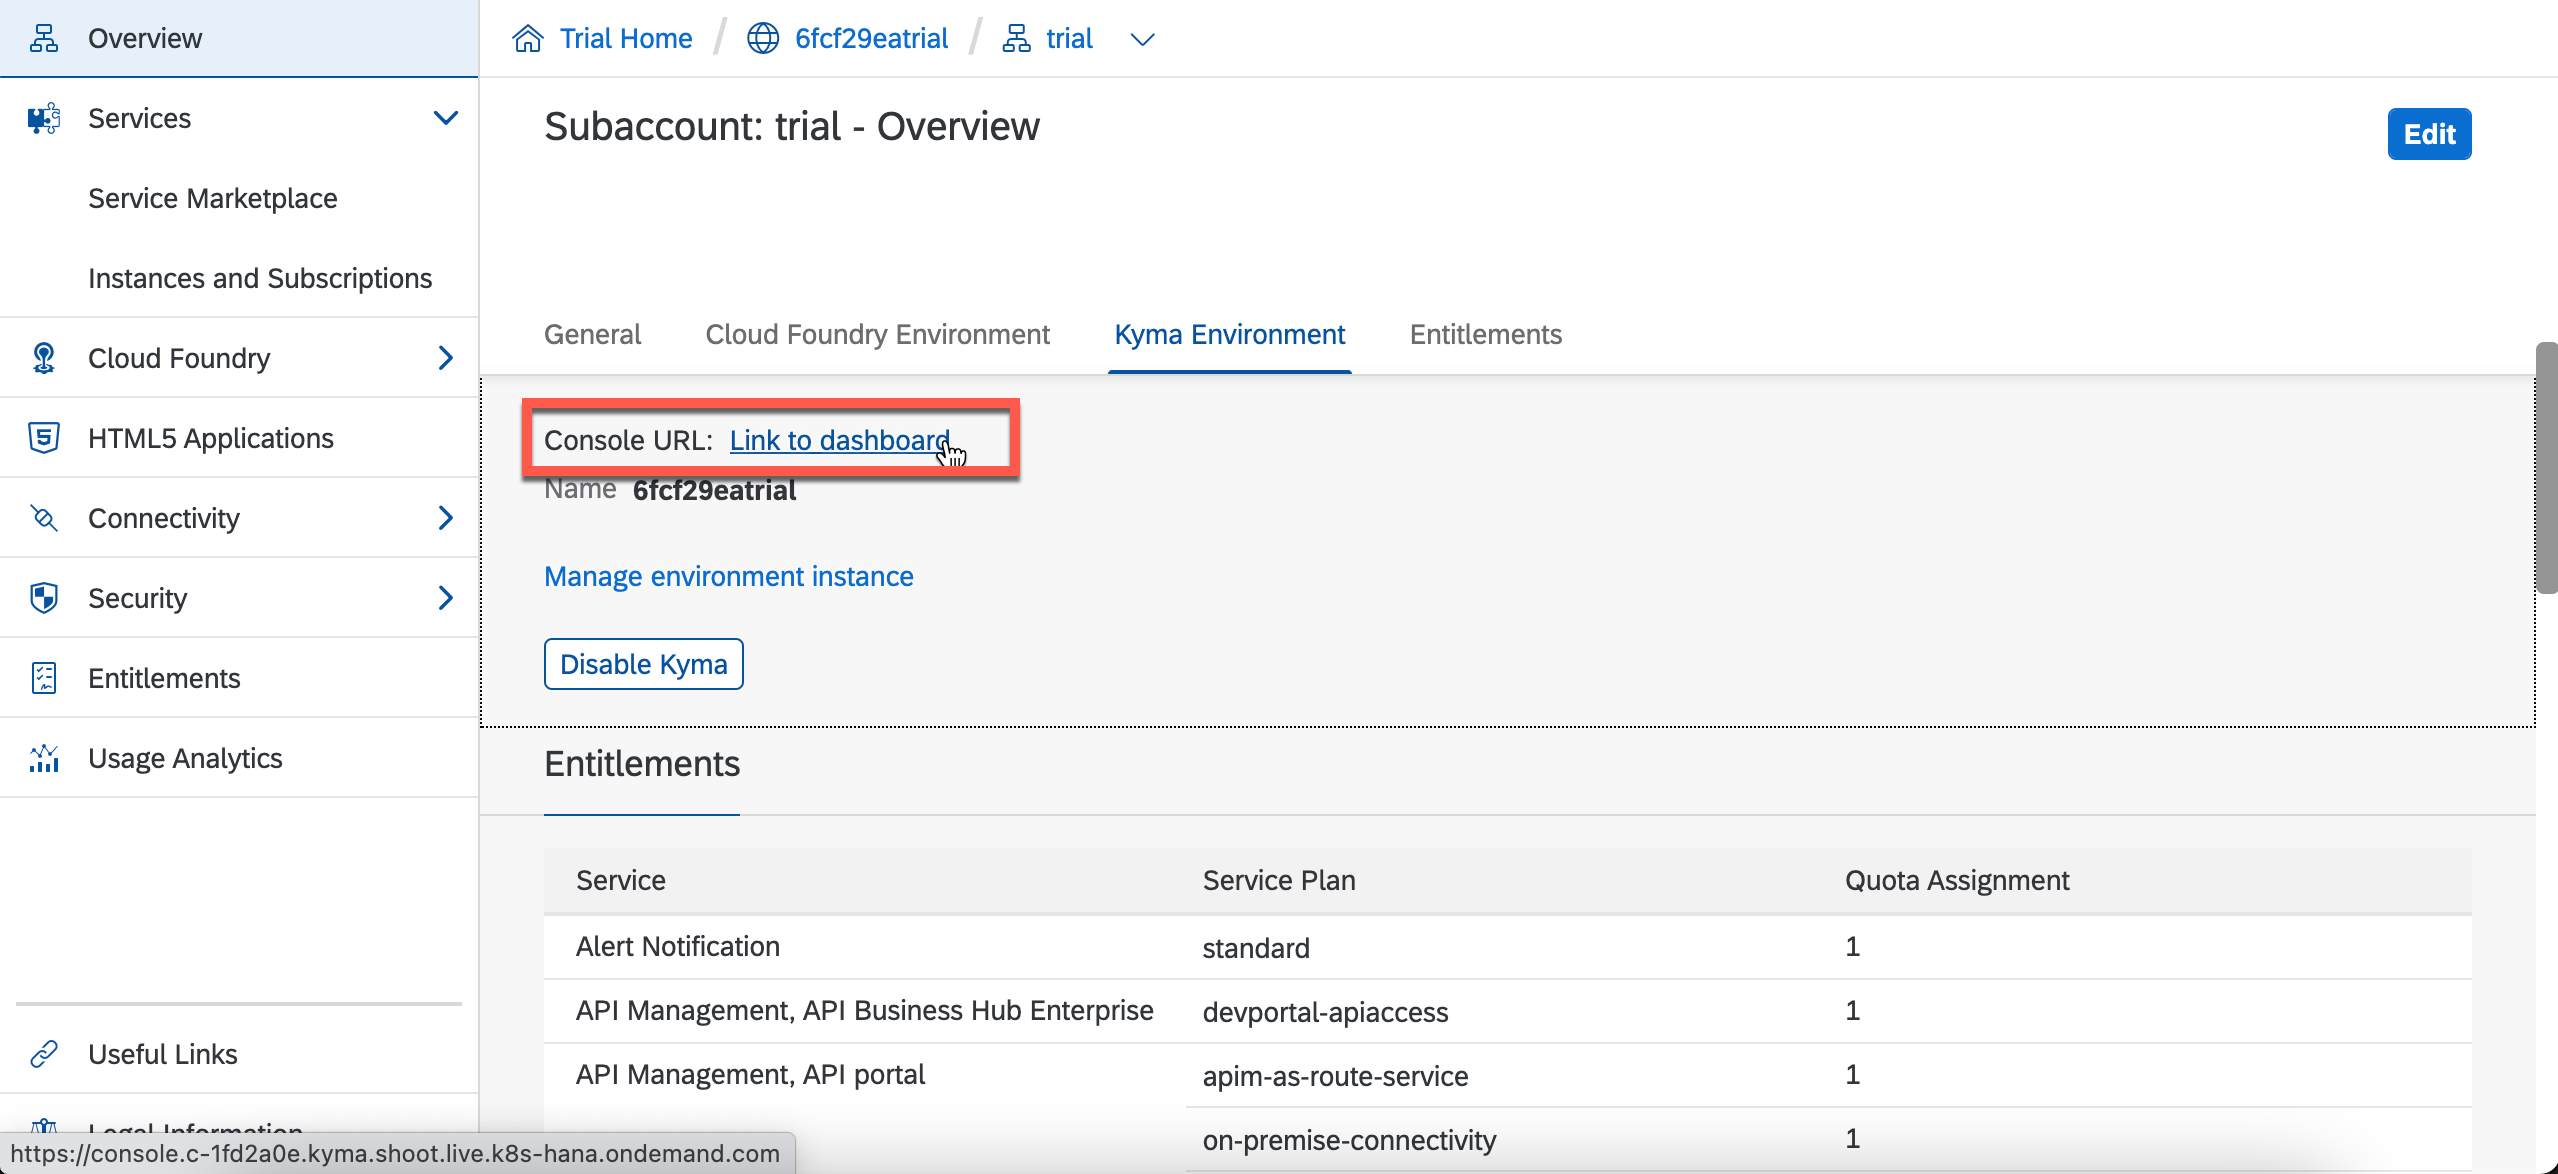 Overview
Services
Service Marketplace
Instances and Subscriptions
Cloud Foundry
HTML5 Applications
Connectivity
Security
Entitlements
Usage Analytics
Useful Links
Legal Information
https://console.c-1fd2a0e.kyma.shoot.live.k8s-hana.ondemand.com
Trial Home / 6fcf29eatrial / trial
Subaccount: trial - Overview
Edit
General Cloud Foundry Environment Kyma Environment Entitlements
Console URL: Link to dashboard
Name 6fcf29eatrial
Manage environment instance
Disable Kyma
Entitlements
Service Service Plan Quota Assignment
Alert Notification standard 1
API Management, API Business Hub Enterprise devportal-apiaccess 1
API Management, API portal apim-as-route-service 1
on-premise-connectivity 1